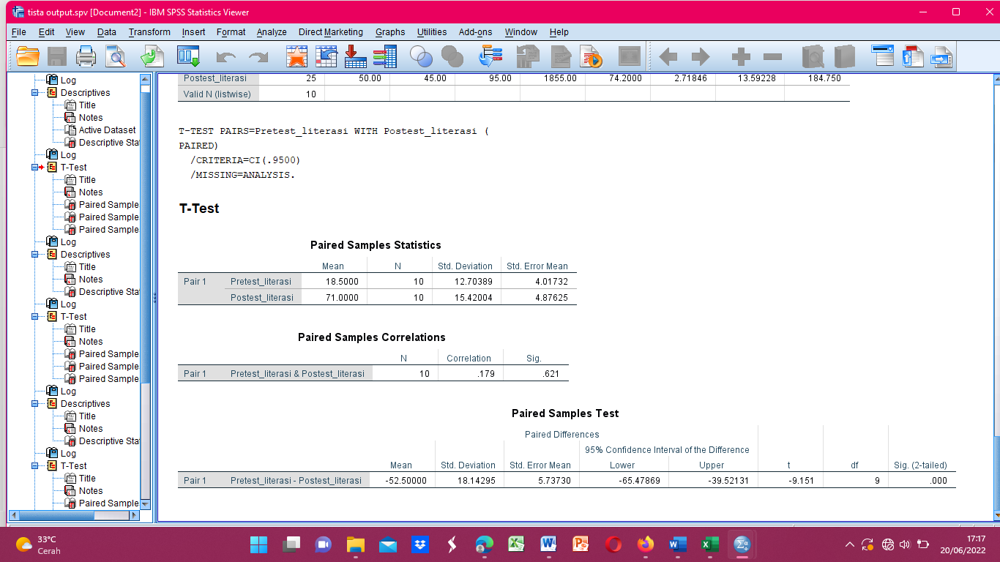 tista output.spv [Document2] - IBM SPSS Statistics Viewer
File Edit View Data Transform Insert Format Analyze Direct Marketing Graphs Utilities Add-ons Window Help
Log
Descriptives
Title
Notes
Active Dataset
Descriptive Sta
Log
T-Test
Title
Notes
Paired Sample
Paired Sample
Paired Sample
Log
Descriptives
Title
Notes
Descriptive Sta
Log
T-Test
Title
Notes
Paired Sample
Paired Sample
Paired Sample
Log
Descriptives
Title
Notes
Descriptive Sta
Log
T-Test
Title
Notes
Paired Sample
Postest_literasi 25 50.00 45.00 95.00 1855.00 74.2000 2.71846 13.59228 184.750
Valid N (listwise) 10
T-TEST PAIRS=Pretest_literasi WITH Postest_literasi (
PAIRED)
/CRITERIA=CI(.9500)
/MISSING=ANALYSIS.
T-Test
Paired Samples Statistics
Mean N Std. Deviation Std. Error Mean
Pair 1 Pretest_literasi 18.5000 10 12.70389 4.01732
Postest_literasi 71.0000 10 15.42004 4.87625
Paired Samples Correlations
N Correlation Sig.
Pair 1 Pretest_literasi & Postest_literasi 10 .179 .621
Paired Samples Test
Paired Differences
95% Confidence Interval of the Difference
Mean Std. Deviation Std. Error Mean Lower Upper t df Sig. (2-tailed)
Pair 1 Pretest_literasi - Postest_literasi -52.50000 18.14295 5.73730 -65.47869 -39.52131 -9.151 9 .000
33°C
Cerah
17:17
20/06/2022